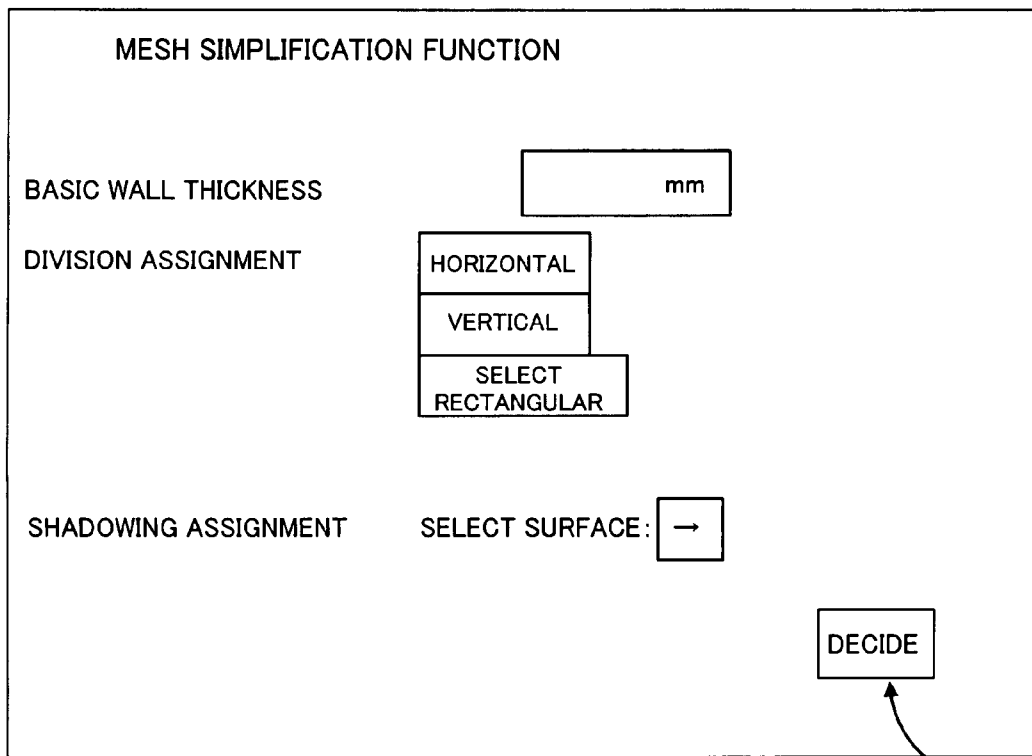 MESH SIMPLIFICATION FUNCTION
BASIC WALL THICKNESS mm
DIVISION ASSIGNMENT HORIZONTAL
VERTICAL
SELECT
RECTANGULAR
SHADOWING ASSIGNMENT SELECT SURFACE: →
DECIDE